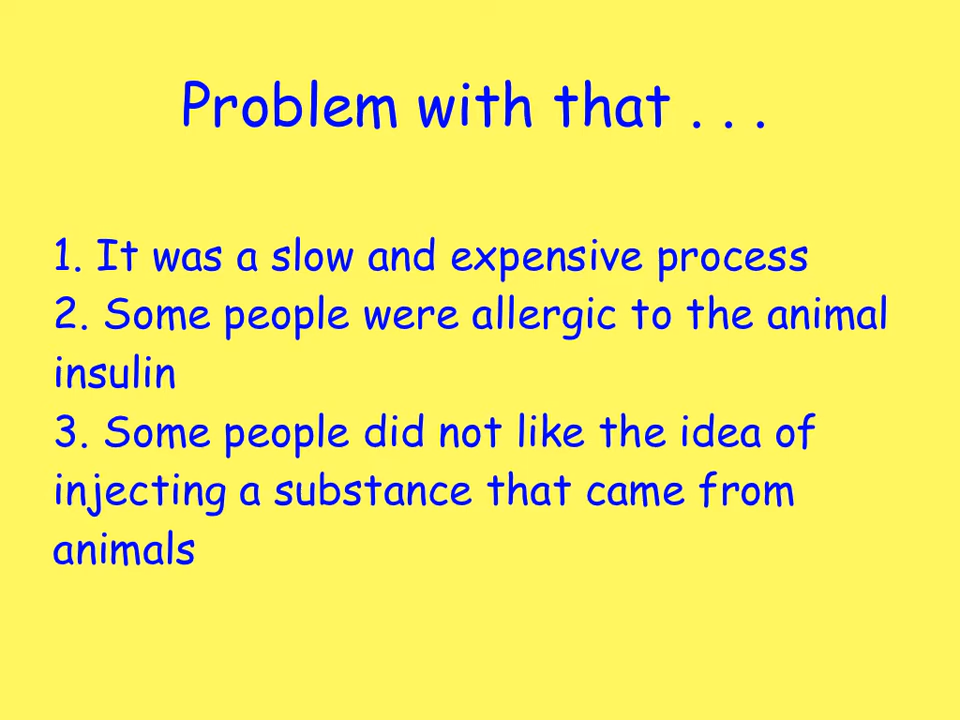 Problem with that . . .
1. It was a slow and expensive process
2. Some people were allergic to the animal
insulin
3. Some people did not like the idea of
injecting a substance that came from
animals